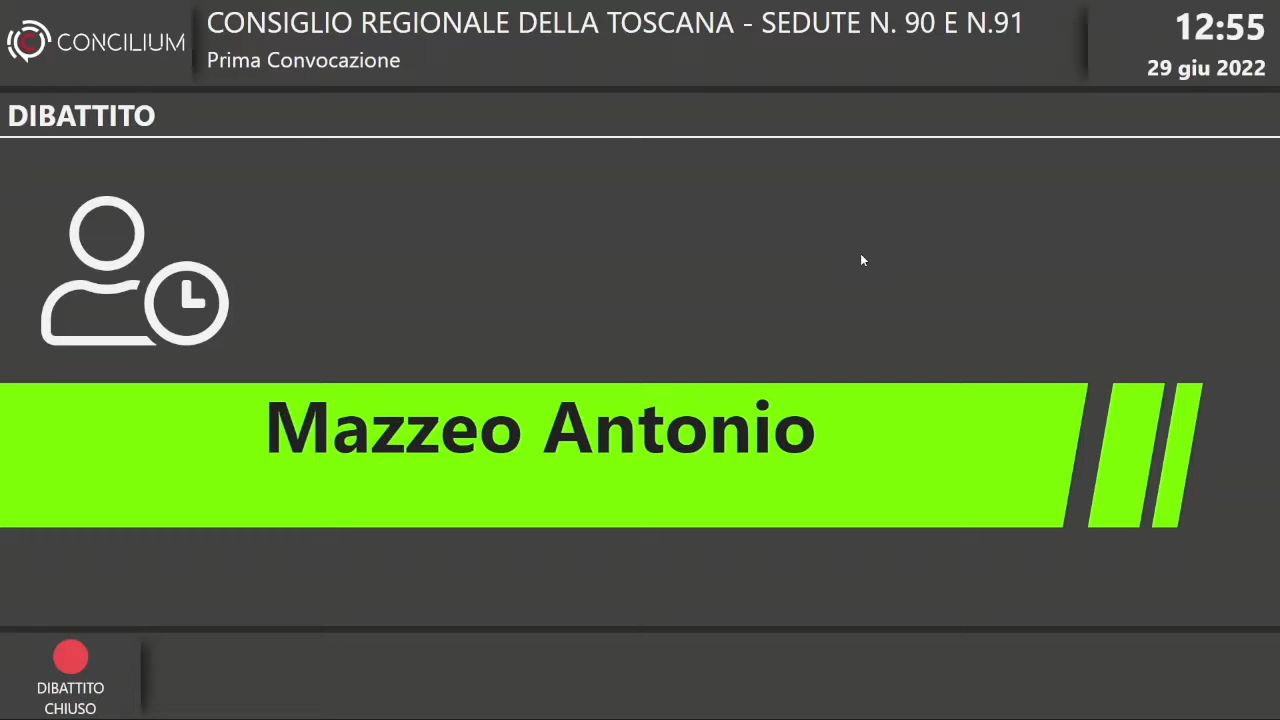 CONCILIUM
CONSIGLIO REGIONALE DELLA TOSCANA - SEDUTE N. 90 E N.91
Prima Convocazione
12:55
29 giu 2022
DIBATTITO
Mazzeo Antonio
DIBATTITO
CHIUSO